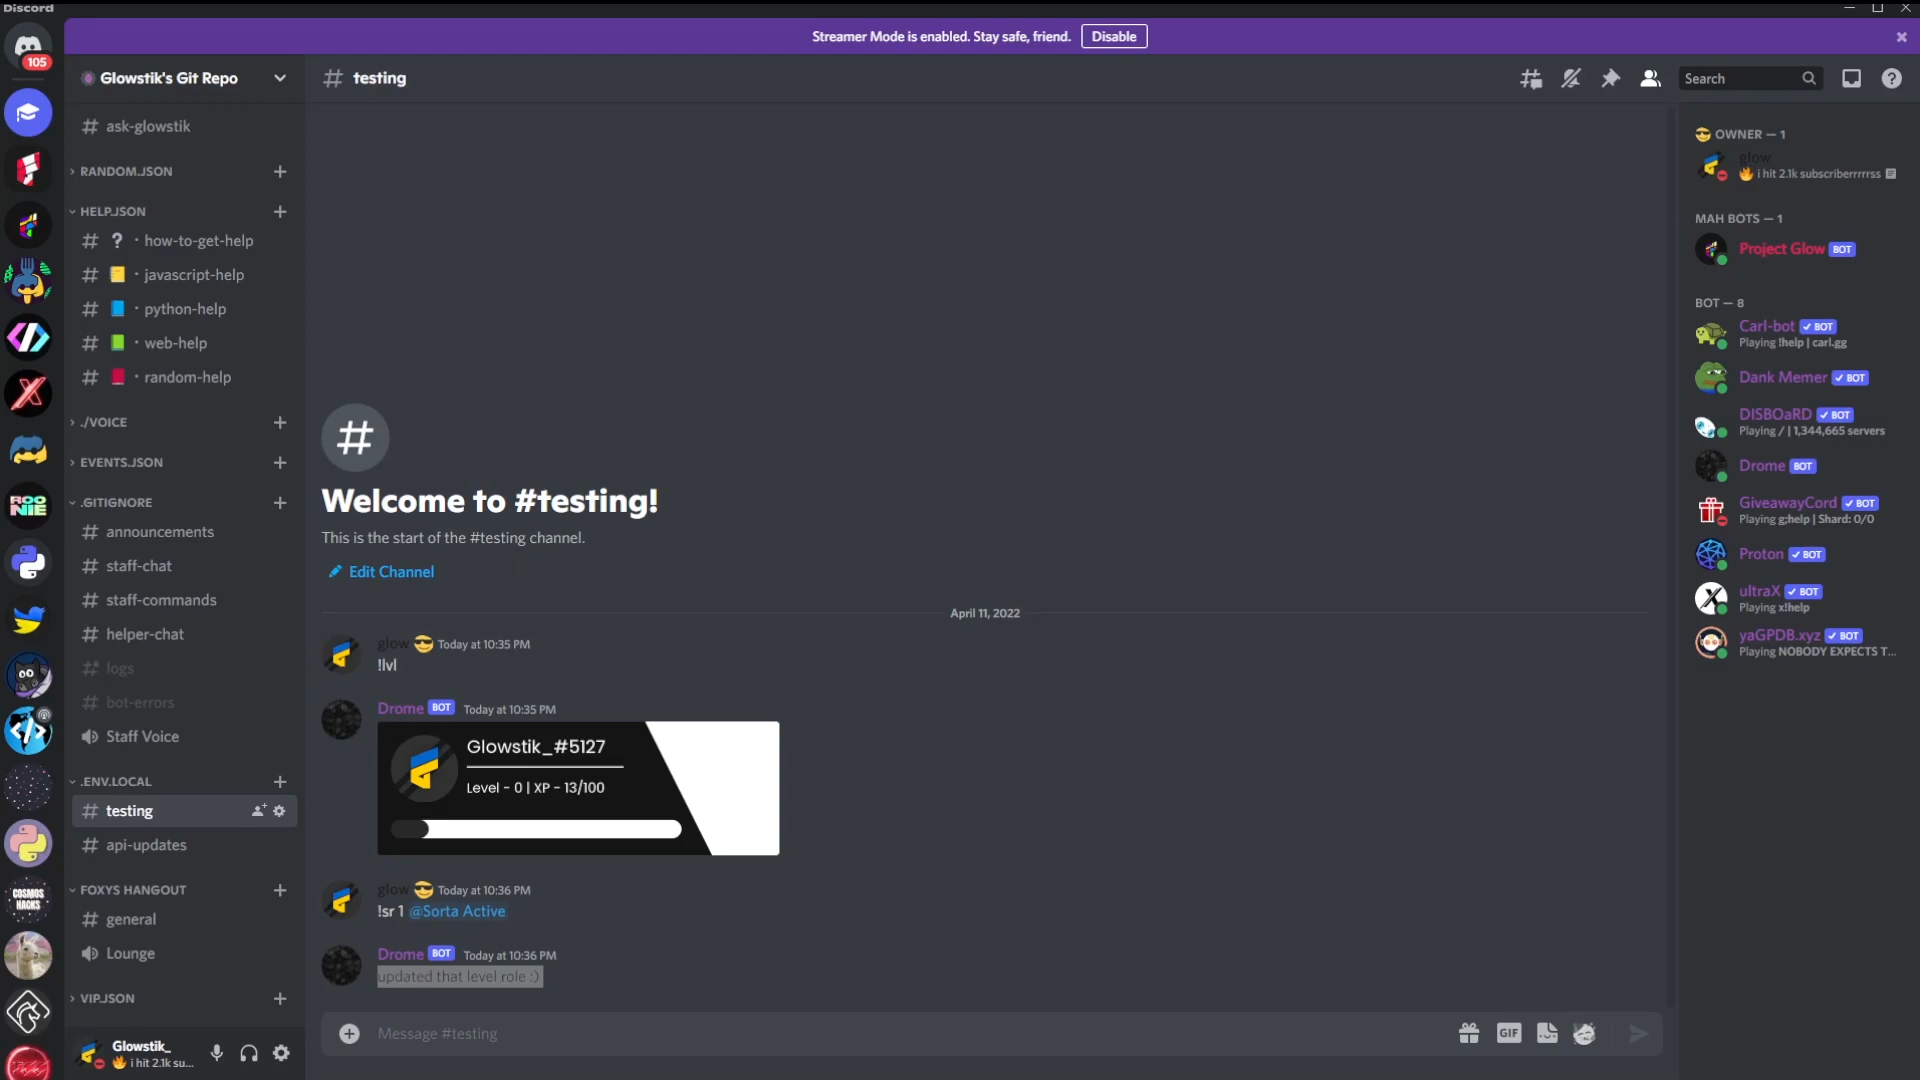 Discord
Streamer Mode is enabled. Stay safe, friend.
Disable
105
Glowstik's Git Repo
testing
Search
ask-glowstik
RANDOM.JSON
HELP.JSON
? · how-to-get-help
· javascript-help
· python-help
· web-help
· random-help
./VOICE
EVENTS.JSON
.GITIGNORE
announcements
staff-chat
staff-commands
helper-chat
logs
bot-errors
Staff Voice
.ENV.LOCAL
testing
api-updates
FOXYS HANGOUT
general
Lounge
VIP.JSON
Glowstik_
🔥 i hit 2.1k su...
ROO
NIE
COSMOS
HACKS
#
Welcome to #testing!
This is the start of the #testing channel.
Edit Channel
April 11, 2022
glow 😎 Today at 10:35 PM
!lvl
Drome BOT Today at 10:35 PM
Glowstik_#5127
Level - 0 | XP - 13/100
glow 😎 Today at 10:36 PM
!sr 1 @Sorta Active
Drome BOT Today at 10:36 PM
updated that level role :)
Message #testing
GIF
😎 OWNER — 1
glow
🔥 i hit 2.1k subscriberrrrrss
MAH BOTS — 1
Project Glow BOT
BOT — 8
Carl-bot ✓ BOT
Playing !help | carl.gg
Dank Memer ✓ BOT
DISBOaRD ✓ BOT
Playing / | 1,344,665 servers
Drome BOT
GiveawayCord ✓ BOT
Playing g;help | Shard: 0/0
Proton ✓ BOT
ultraX ✓ BOT
Playing x!help
yaGPDB.xyz ✓ BOT
Playing NOBODY EXPECTS T...